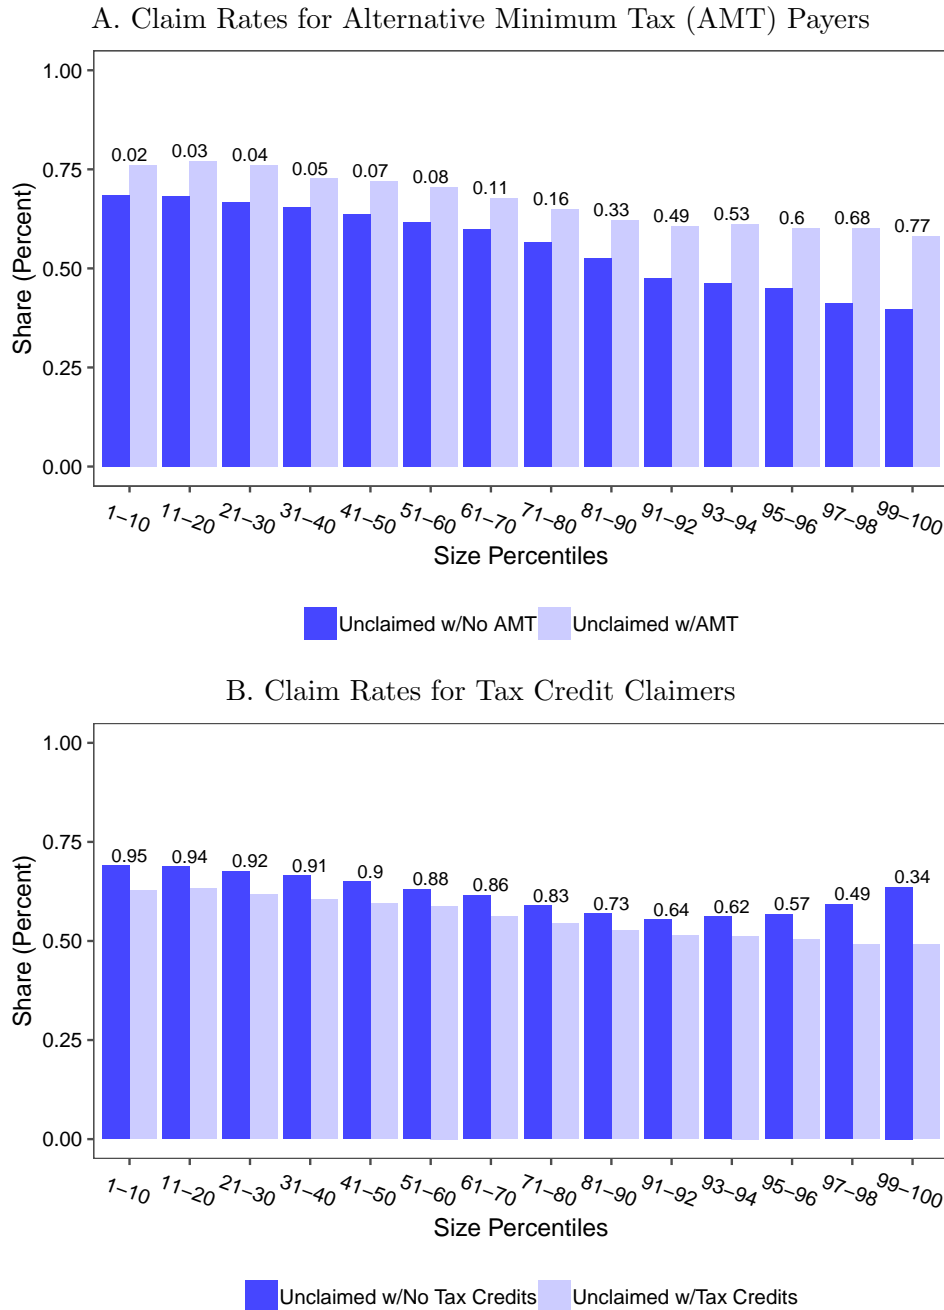 A. Claim Rates for Alternative Minimum Tax (AMT) Payers
1.00
0.75
0.50
0.25
0.00
Share (Percent)
0.02 0.03 0.04 0.05 0.07 0.08 0.11 0.16 0.33 0.49 0.53 0.6 0.68 0.77
1–10 11–20 21–30 31–40 41–50 51–60 61–70 71–80 81–90 91–92 93–94 95–96 97–98 99–100
Size Percentiles
Unclaimed w/No AMT Unclaimed w/AMT
B. Claim Rates for Tax Credit Claimers
1.00
0.75
0.50
0.25
0.00
Share (Percent)
0.95 0.94 0.92 0.91 0.9 0.88 0.86 0.83 0.73 0.64 0.62 0.57 0.49 0.34
1–10 11–20 21–30 31–40 41–50 51–60 61–70 71–80 81–90 91–92 93–94 95–96 97–98 99–100
Size Percentiles
Unclaimed w/No Tax Credits Unclaimed w/Tax Credits